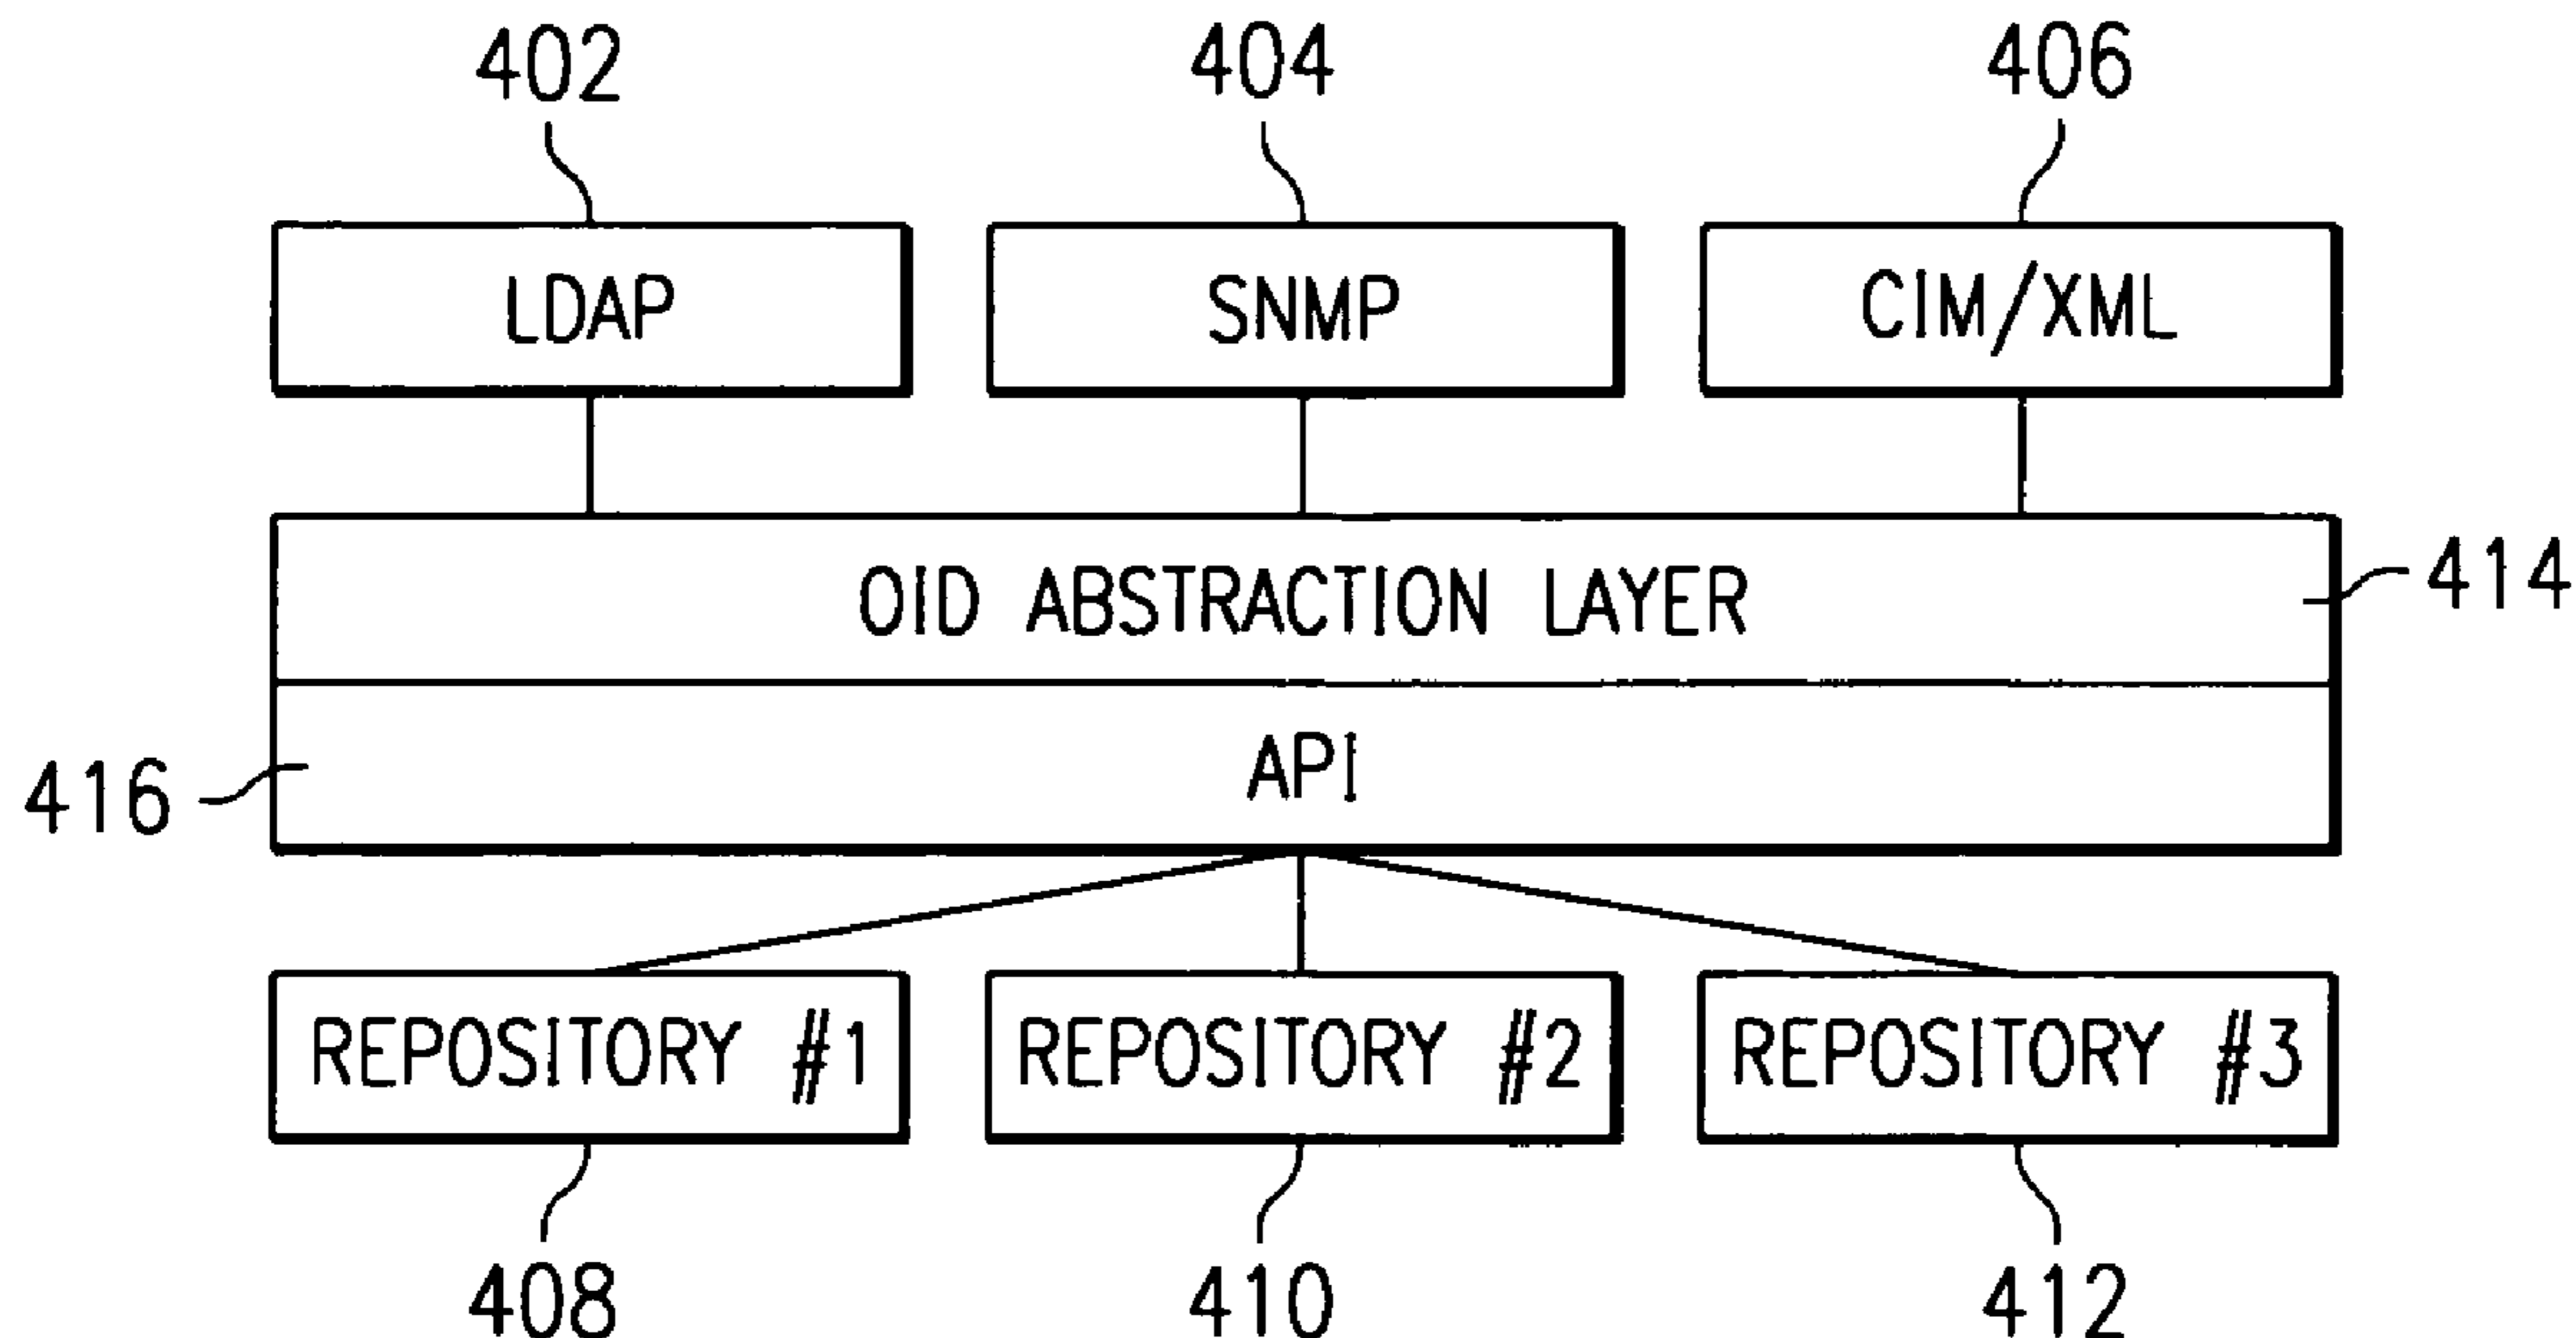 402 404 406
LDAP SNMP CIM/XML
OID ABSTRACTION LAYER
414
API
416
REPOSITORY #1 REPOSITORY #2 REPOSITORY #3
408 410 412